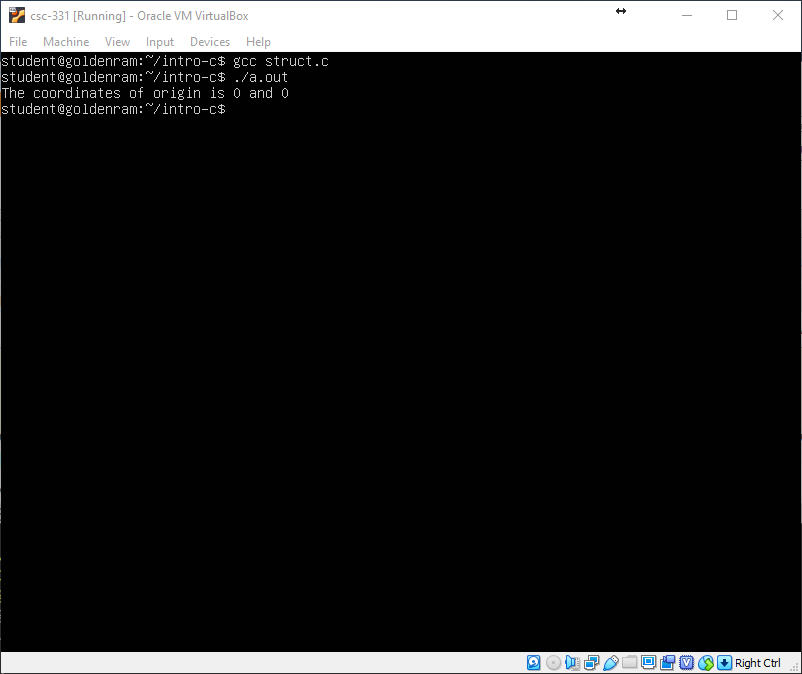 csc-331 [Running] - Oracle VM VirtualBox
File Machine View Input Devices Help
student@goldenram:~/intro-c$ gcc struct.c
student@goldenram:~/intro-c$ ./a.out
The coordinates of origin is 0 and 0
student@goldenram:~/intro-c$
Right Ctrl